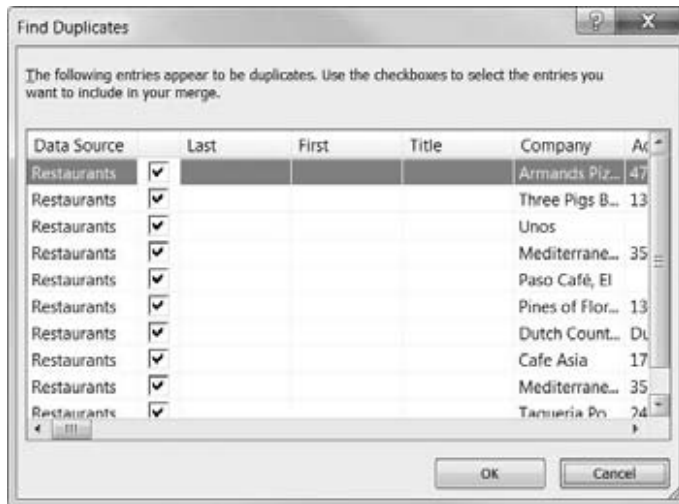 Find Duplicates
?
X
The following entries appear to be duplicates. Use the checkboxes to select the entries you
want to include in your merge.
Data Source Last First Title Company Ac
Restaurants Armands Piz... 47
Restaurants Three Pigs B... 13
Restaurants Unos
Restaurants Mediterrane... 35
Restaurants Paso Café, El
Restaurants Pines of Flor... 13
Restaurants Dutch Count... Du
Restaurants Cafe Asia 17
Restaurants Mediterrane... 35
Restaurants Taqueria Po 24
OK Cancel